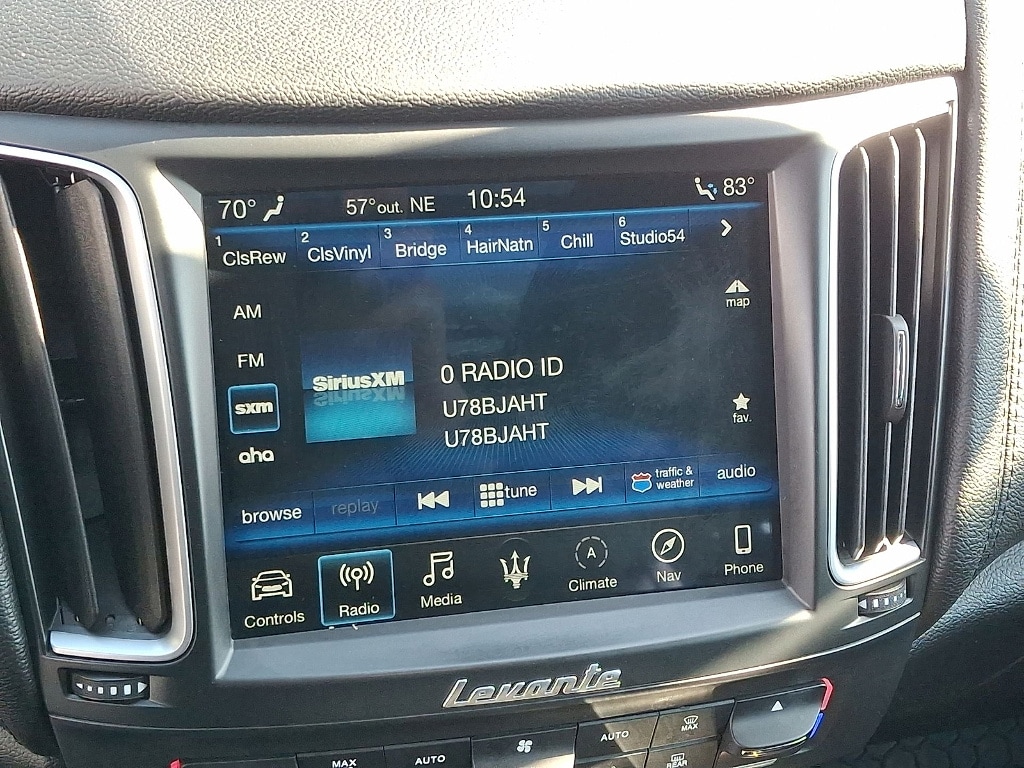 70° 57° out. NE 10:54 83°
1 ClsRew 2 ClsVinyl 3 Bridge 4 HairNatn 5 Chill 6 Studio54
AM
map
FM
SiriusXM
0 RADIO ID
sxm
U78BJAHT
fav.
U78BJAHT
aha
browse replay tune traffic &
weather audio
Controls Radio Media A Climate Nav Phone
Levante
MAX AUTO AUTO MAX
REAR